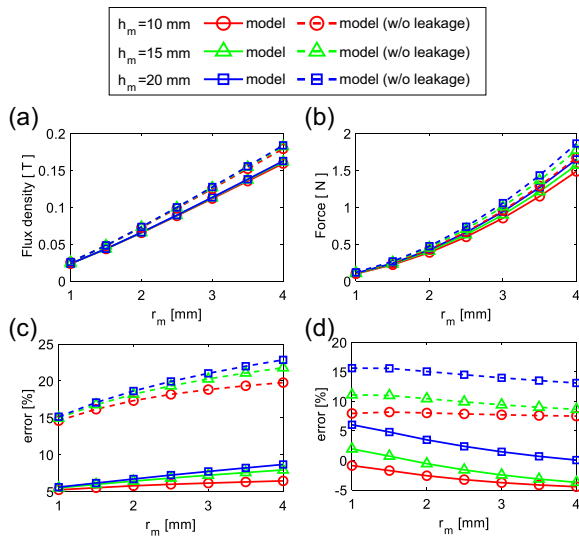 h_m=10 mm model model (w/o leakage)
h_m=15 mm model model (w/o leakage)
h_m=20 mm model model (w/o leakage)
(a)
Flux density [ T ]
0.2
0.15
0.1
0.05
0
1 2 3 4
r_m [mm]
(b)
Force [ N ]
2
1.5
1
0.5
0
1 2 3 4
r_m [mm]
(c)
error [%]
25
20
15
10
5
1 2 3 4
r_m [mm]
(d)
error [%]
20
15
10
5
0
-5
1 2 3 4
r_m [mm]